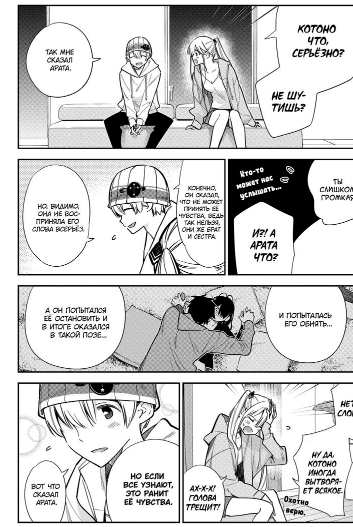 КОТОНО
ЧТО,
СЕРЬЁЗНО?
НЕ ШУ-
ТИШЬ?
ТАК МНЕ
СКАЗАЛ
АРАТА.
ТЫ
СЛИШКОМ
ГРОМКАЯ
Кто-то
может нас
услышать...
И?! А
АРАТА
ЧТО?
КОНЕЧНО,
ОН СКАЗАЛ,
ЧТО НЕ МОЖЕТ
ПРИНЯТЬ ЕЁ
ЧУВСТВА, ВЕДЬ
ТАК НЕЛЬЗЯ,
ОНИ ЖЕ БРАТ
И СЕСТРА.
НО, ВИДИМО,
ОНА НЕ ВОС-
ПРИНЯЛА ЕГО
СЛОВА ВСЕРЬЁЗ.
И ПОПЫТАЛАСЬ
ЕГО ОБНЯТЬ...
А ОН ПОПЫТАЛСЯ
ЕЁ ОСТАНОВИТЬ И
В ИТОГЕ ОКАЗАЛСЯ
В ТАКОЙ ПОЗЕ...
НЕТ
СЛО
НУ ДА,
КОТОНО
ИНОГДА
ВЫТВОРЯ-
ЕТ ВСЯКОЕ.
Охотно
верю.
АХ-Х-Х!
ГОЛОВА
ТРЕЩИТ!
НО ЕСЛИ
ВСЕ УЗНАЮТ,
ЭТО РАНИТ
ЕЁ ЧУВСТВА.
ВОТ ЧТО
СКАЗАЛ
АРАТА.